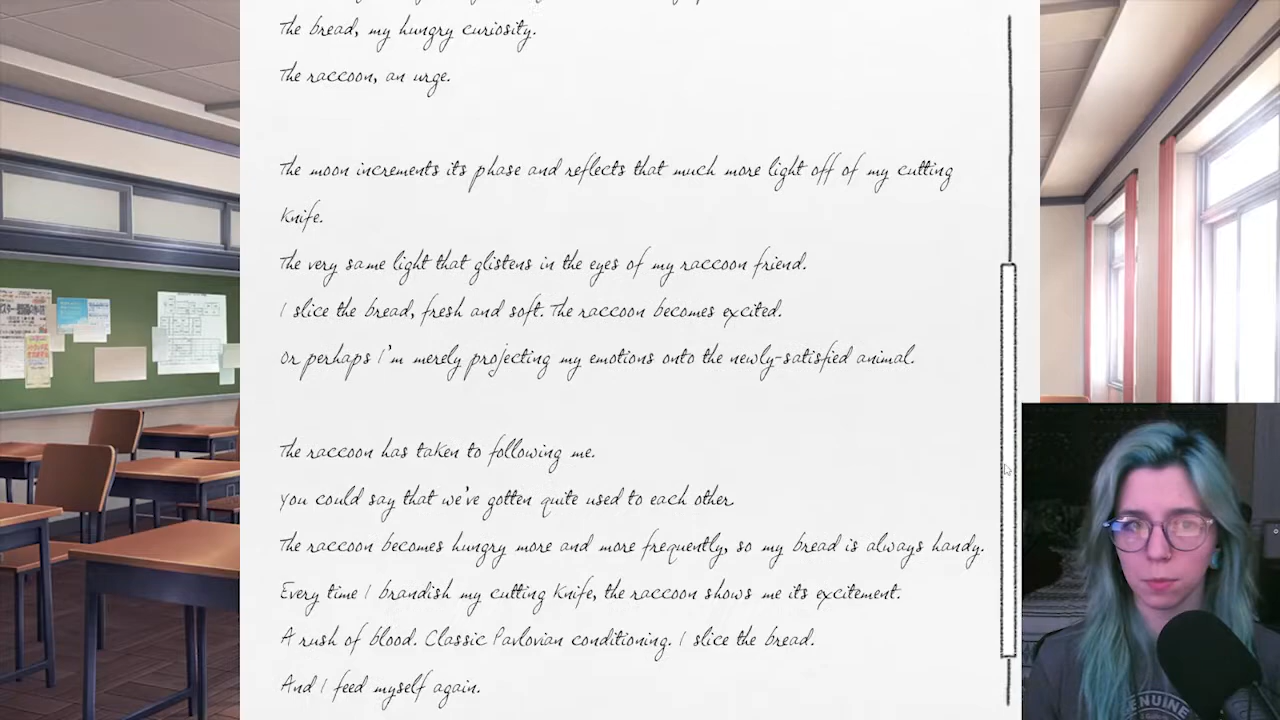 The bread, my hungry curiosity.
The raccoon, an urge.
The moon increments its phase and reflects that much more light off of my cutting
knife.
The very same light that glistens in the eyes of my raccoon friend.
I slice the bread, fresh and soft. The raccoon becomes excited.
Or perhaps I'm merely projecting my emotions onto the newly-satisfied animal.
The raccoon has taken to following me.
You could say that we've gotten quite used to each other
The raccoon becomes hungry more and more frequently, so my bread is always handy.
Every time I brandish my cutting knife, the raccoon shows me its excitement.
A rush of blood. Classic Pavlovian conditioning. I slice the bread.
And I feed myself again.